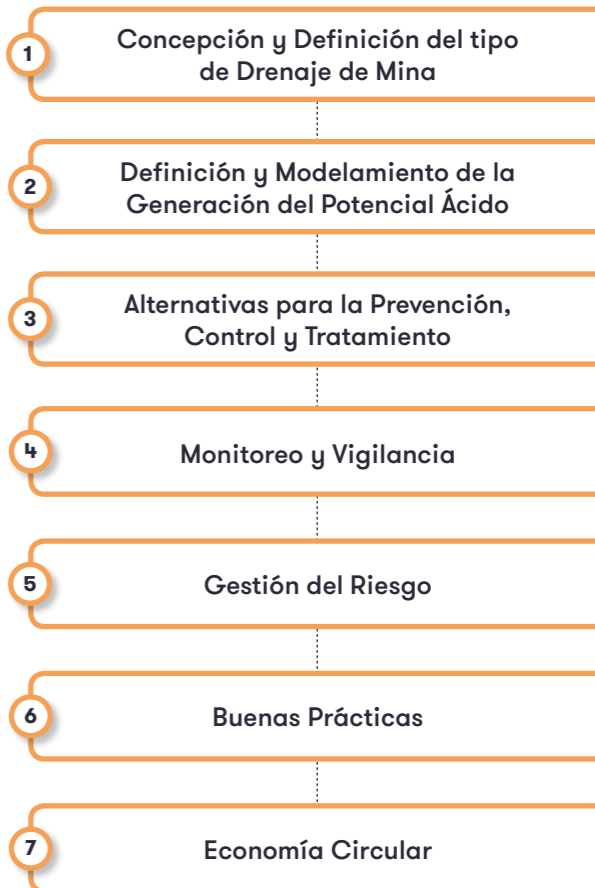 1
Concepción y Definición del tipo
de Drenaje de Mina
2
Definición y Modelamiento de la
Generación del Potencial Ácido
3
Alternativas para la Prevención,
Control y Tratamiento
4
Monitoreo y Vigilancia
5
Gestión del Riesgo
6
Buenas Prácticas
7
Economía Circular